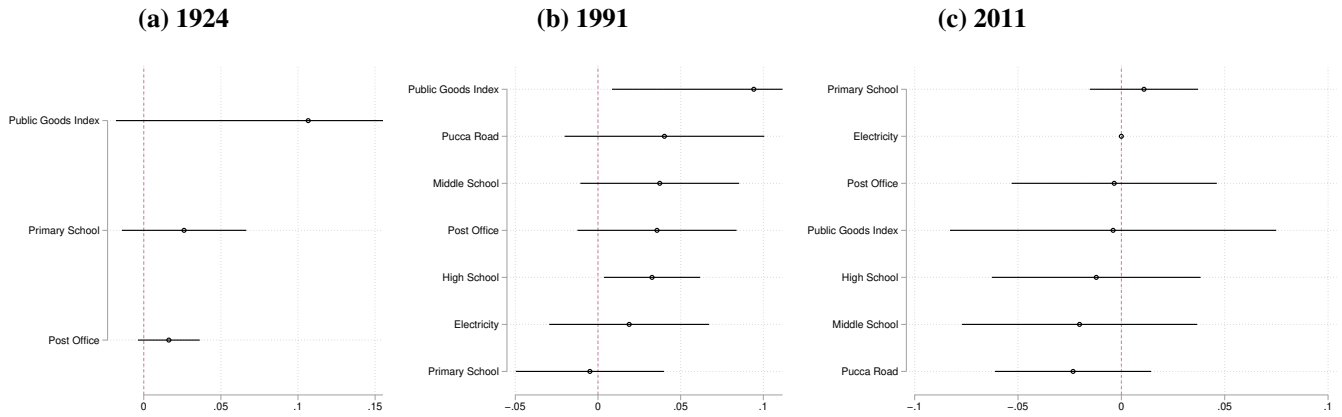 (a) 1924
Public Goods Index
Primary School
Post Office
0 .05 .1 .15
(b) 1991
Public Goods Index
Pucca Road
Middle School
Post Office
High School
Electricity
Primary School
-.05 0 .05 .1
(c) 2011
Primary School
Electricity
Post Office
Public Goods Index
High School
Middle School
Pucca Road
-.1 -.05 0 .05 .1